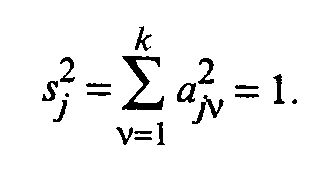 $s_j^2 = \sum_{\nu=1}^{k} a_{j\nu}^2 = 1.$